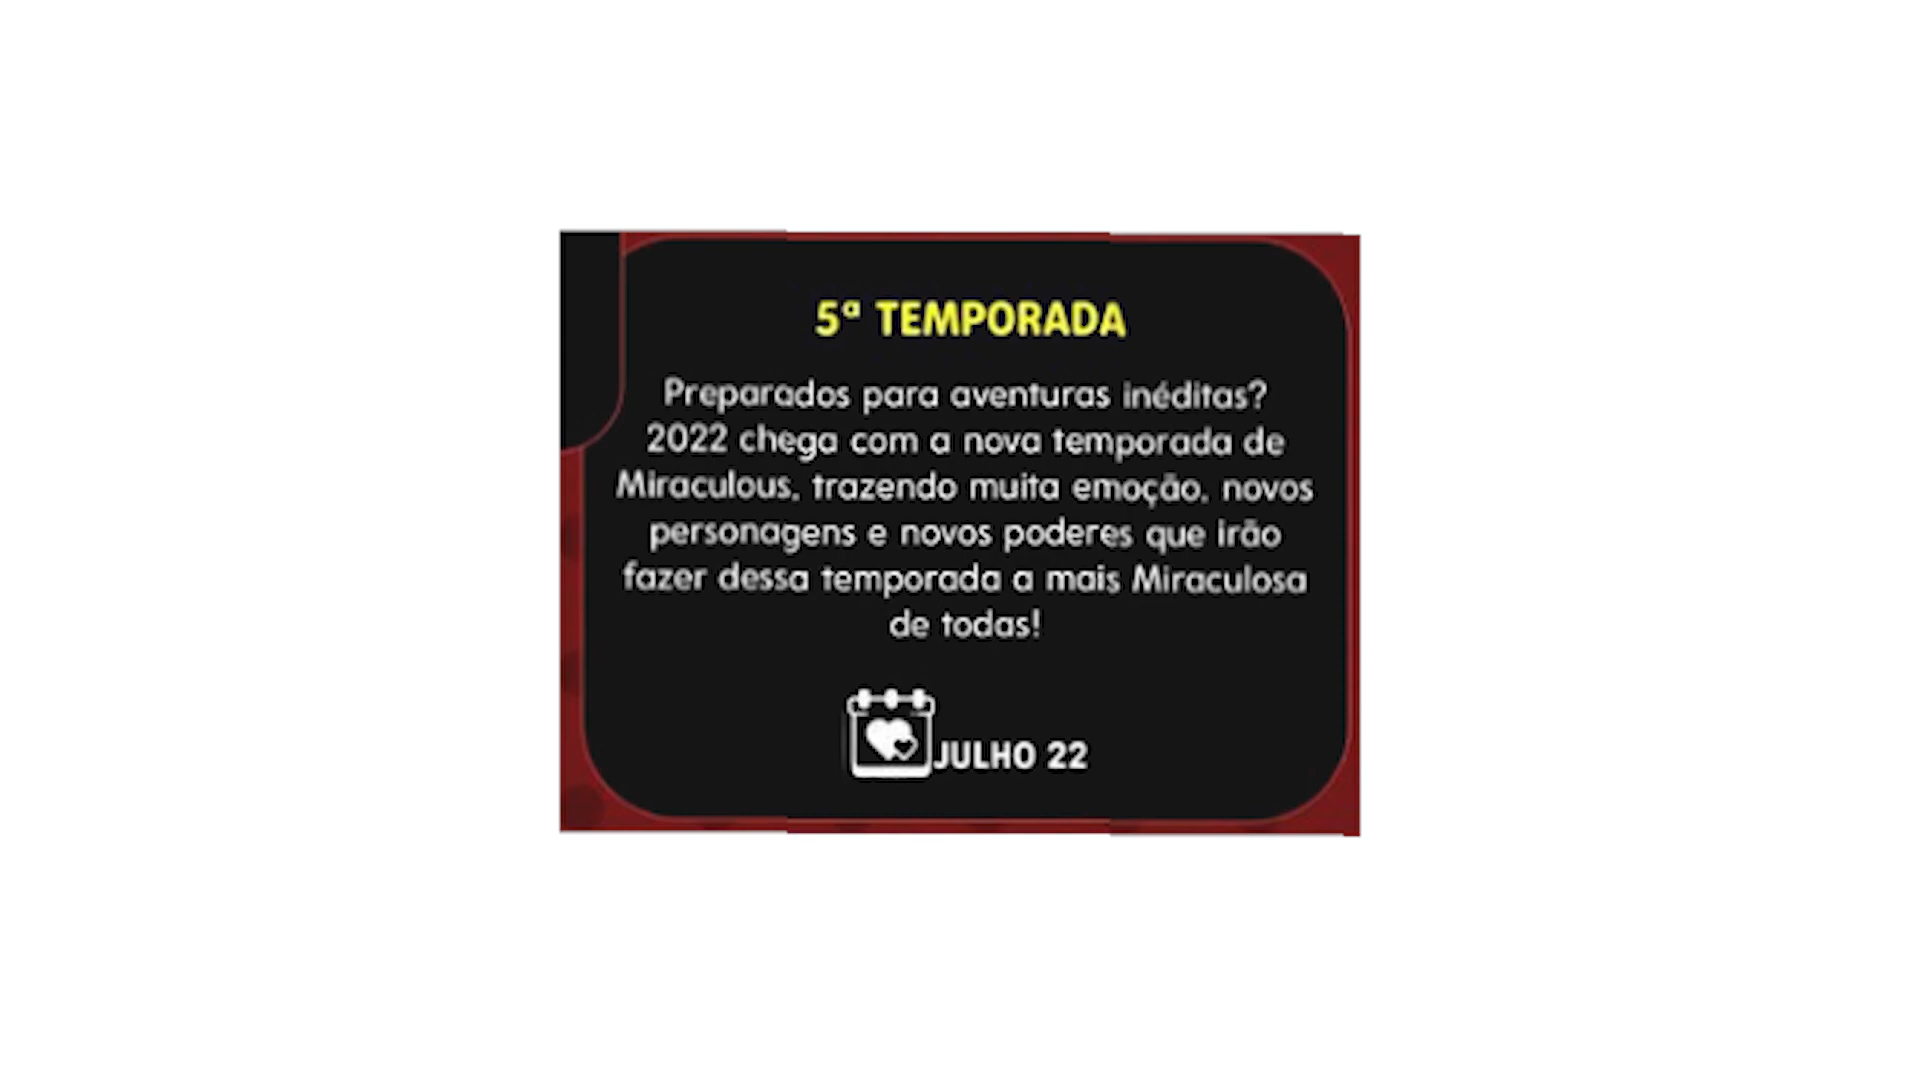 5ª TEMPORADA
Preparados para aventuras inéditas?
2022 chega com a nova temporada de
Miraculous, trazendo muita emoção, novos
personagens e novos poderes que irão
fazer dessa temporada a mais Miraculosa
de todas!
JULHO 22